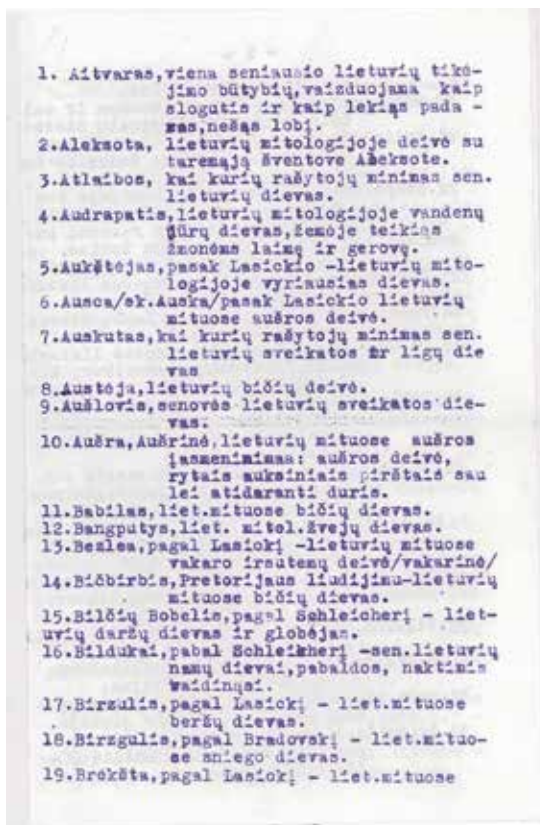 1. Aitvaras,viena seniausio lietuvių tikė-
jimo būtybių,vaizduojama kaip
slogutis ir kaip lekiąs pada -
mas,nešąs lobį.
2.Aleksota, lietuvių mitologijoje deivė su
taremąją šventove Aleksote.
3.Atlaibos, kai kurių rašytojų minimas sen.
lietuvių dievas.
4.Audrapatis,lietuvių mitologijoje vandenų
jūrų dievas,žemėje teikiąs
žmonėms laimę ir gerovę.
5.Aukštėjas,pasak Lasickio -lietuvių mito-
logijoje vyriausias dievas.
6.Ausca/sk.Auska/pasak Lasickio lietuvių
mituose aušros deivė.
7.Auskutas,kai kurių rašytojų minimas sen.
lietuvių sveikatos ir ligų die
vas
8.Austėja,lietuvių bičių deivė.
9.Aušlovis,senovės lietuvių sveikatos die-
vas.
10.Aušra,Aušrinė,lietuvių mituose aušros
įasmeninimas: aušros deivė,
rytais auksiniais pirštais sau
lei atidaranti duris.
11.Babilas,liet.mituose bičių dievas.
12.Bangputys,liet. mitol.žvejų dievas.
13.Bezlea,pagal Lasickį -lietuvių mituose
vakaro irsutemų deivė/vakarinė/
14.Bičbirbis,Pretorijaus liudijimu-lietuvių
mituose bičių dievas.
15.Bilčių Bobelis,pagal Schleicherį - liet-
uvių daržų dievas ir globėjas.
16.Bildukai,pabal Schleicherį -sen.lietuvių
namų dievai,pabaldos, naktimis
vaidinąsi.
17.Birzulis,pagal Lasickį - liet.mituose
beržų dievas.
18.Birzgulis,pagal Bradovskį - liet.mituo-
se sniego dievas.
19.Brėkšta,pagal Lasickį - liet.mituose